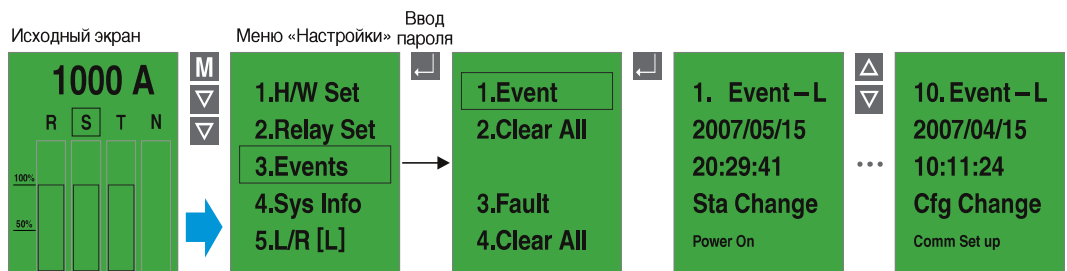 Исходный экран
1000 A
R S T N
100%
50%
M
Меню «Настройки»
1.H/W Set
2.Relay Set
3.Events
4.Sys Info
5.L/R [L]
Ввод
пароля
1.Event
2.Clear All
3.Fault
4.Clear All
1. Event–L
2007/05/15
20:29:41
Sta Change
Power On
...
10. Event–L
2007/04/15
10:11:24
Cfg Change
Comm Set up